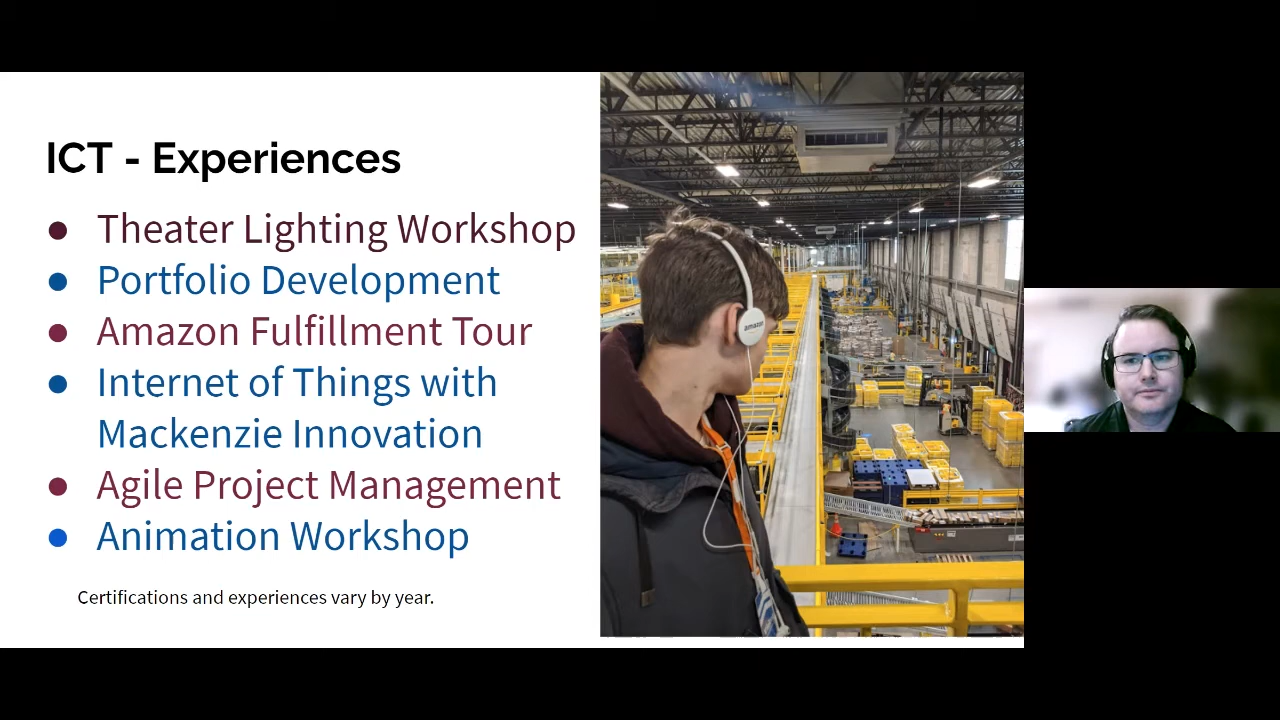 ICT - Experiences
● Theater Lighting Workshop
● Portfolio Development
● Amazon Fulfillment Tour
● Internet of Things with
Mackenzie Innovation
● Agile Project Management
● Animation Workshop
Certifications and experiences vary by year.
amazon